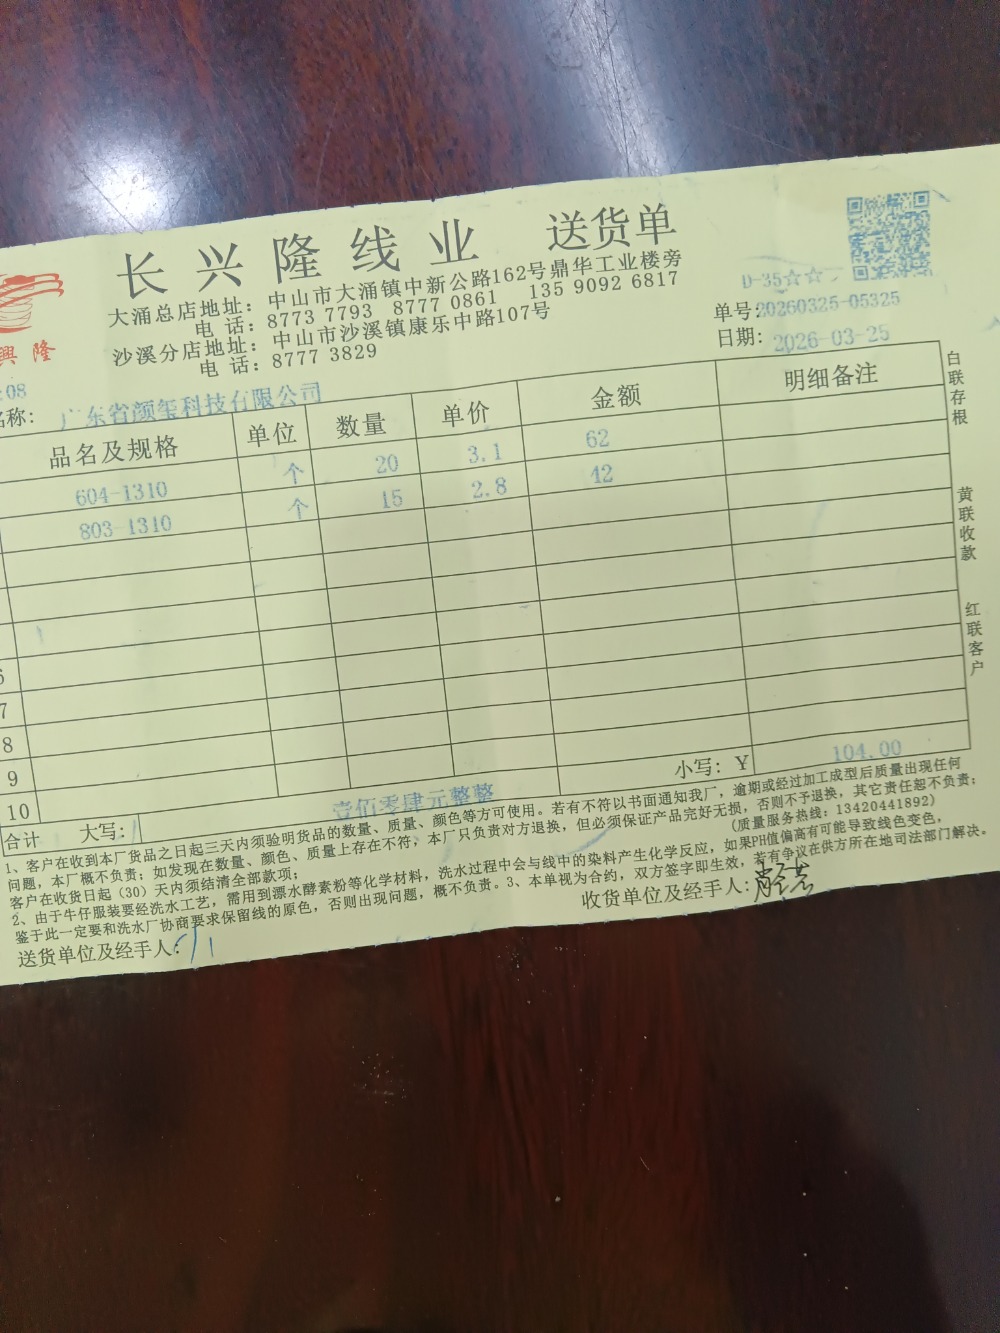 长兴隆线业 送货单
大涌总店地址：中山市大涌镇中新公路162号鼎华工业楼旁
电 话：8773 7793 8777 0861 135 9092 6817
沙溪分店地址：中山市沙溪镇康乐中路107号
电 话：8777 3829
興隆
D-35☆☆
单号：20260325-05325
日期：2026-03-25
:08
名称：广东省颜玺科技有限公司
品名及规格 单位 数量 单价 金额 明细备注
604-1310 个 20 3.1 62
803-1310 个 15 2.8 42
6
7
8
9
10
小写：Y 104.00
合计 大写：壹佰零肆元整整
白联存根 黄联收款 红联客户
1、客户在收到本厂货品之日起三天内须验明货品的数量、质量、颜色等方可使用。若有不符以书面通知我厂，逾期或经过加工成型后质量出现任何
问题，本厂概不负责；如发现在数量、颜色、质量上存在不符，本厂只负责对方退换，但必须保证产品完好无损，否则不予退换，其它责任恕不负责；
客户在收货日起（30）天内须结清全部款项； （质量服务热线：13420441892）
2、由于牛仔服装要经洗水工艺，需用到漂水酵素粉等化学材料，洗水过程中会与线中的染料产生化学反应，如果PH值偏高有可能导致线色变色，
鉴于此一定要和洗水厂协商要求保留线的原色，否则出现问题，概不负责。3、本单视为合约，双方签字即生效，若有争议在供方所在地司法部门解决。
送货单位及经手人： 收货单位及经手人：